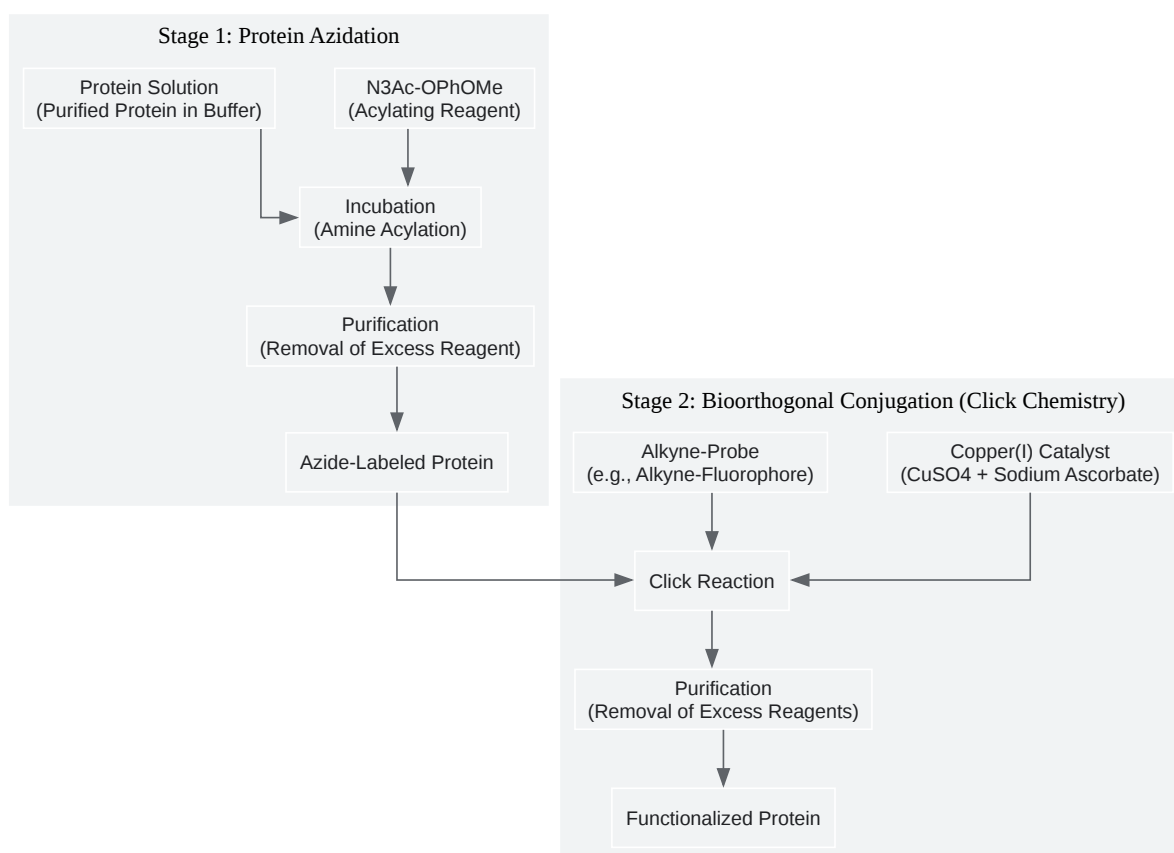 Stage 1: Protein Azidation
Protein Solution
(Purified Protein in Buffer)
N3Ac-OPhOMe
(Acylating Reagent)
Incubation
(Amine Acylation)
Purification
(Removal of Excess Reagent)
Azide-Labeled Protein
Stage 2: Bioorthogonal Conjugation (Click Chemistry)
Alkyne-Probe
(e.g., Alkyne-Fluorophore)
Copper(I) Catalyst
(CuSO4 + Sodium Ascorbate)
Click Reaction
Purification
(Removal of Excess Reagents)
Functionalized Protein